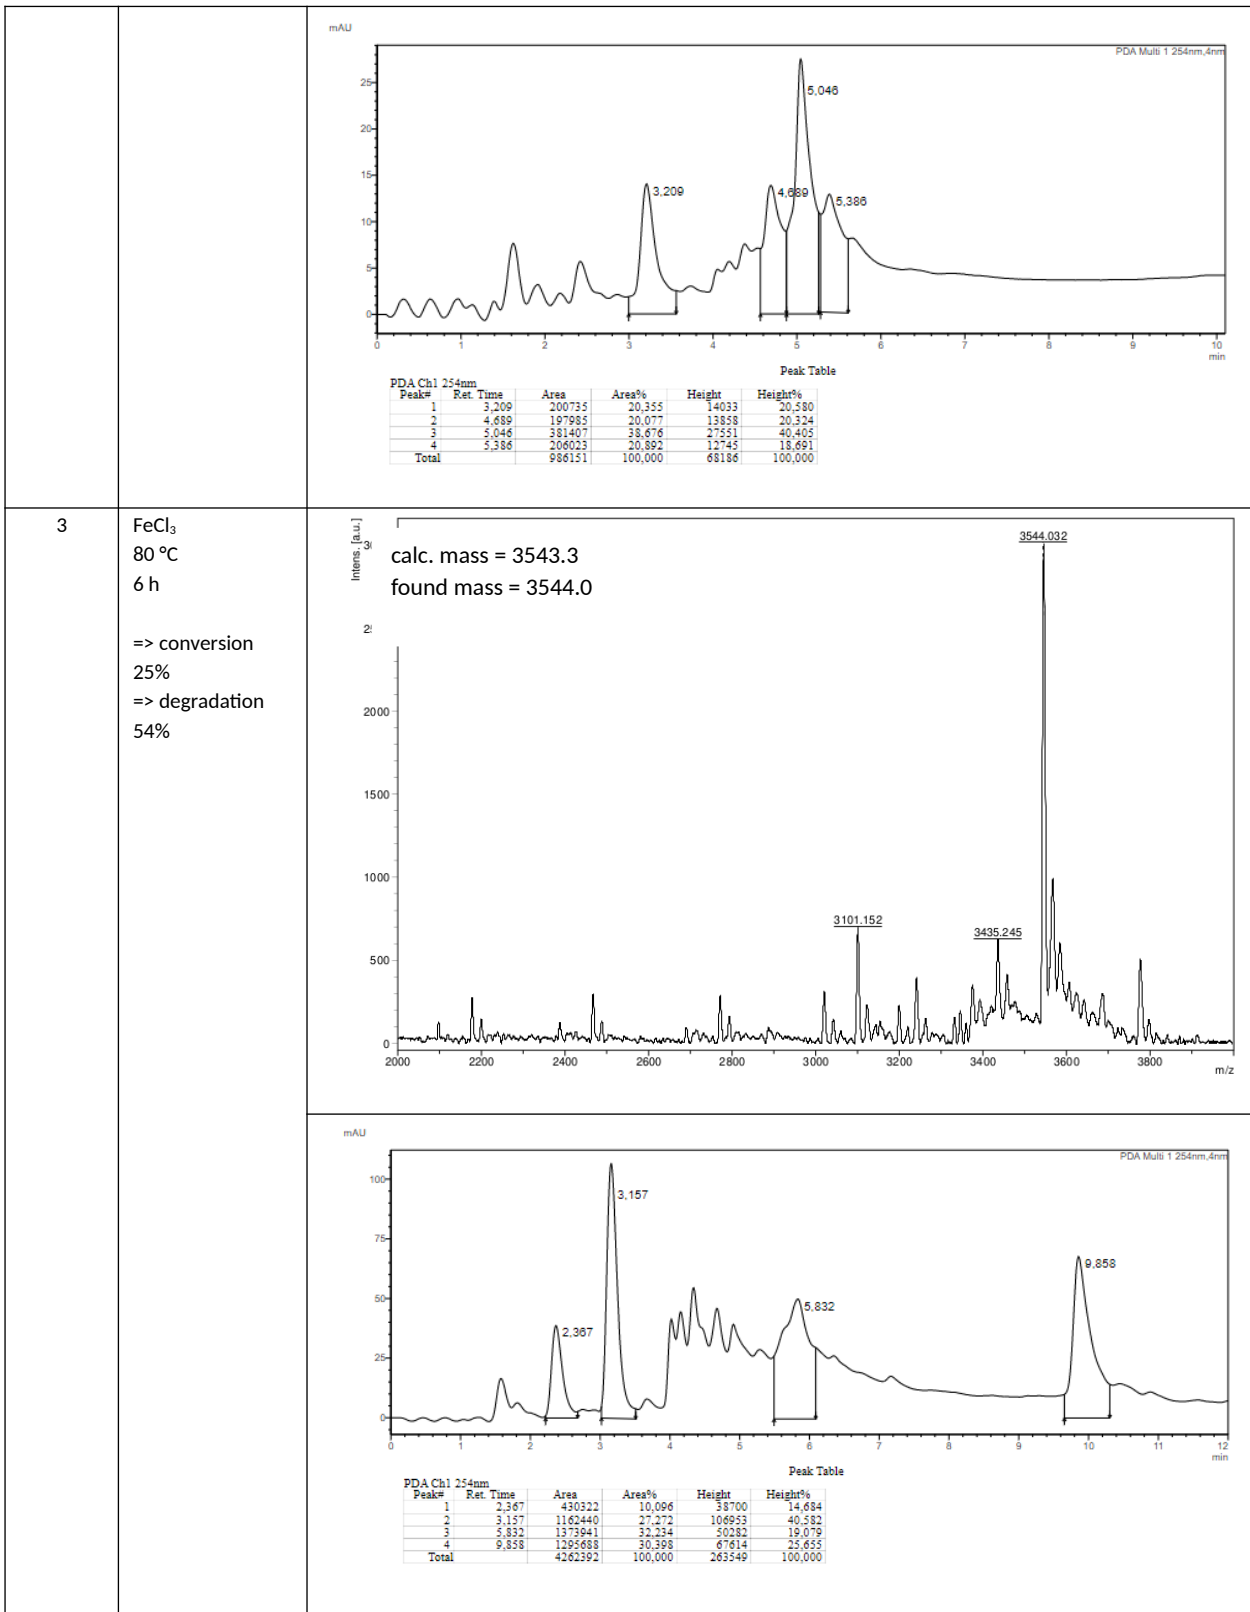 mAU
PDA Multi 1 254nm,4nm
25
20
15
10
5
0
3,209
4,689
5,046
5,386
0 1 2 3 4 5 6 7 8 9 10
min
Peak Table
PDA Ch1 254nm
Peak# Ret. Time Area Area% Height Height%
1 3,209 200735 20,355 14033 20,580
2 4,689 197985 20,077 13858 20,324
3 5,046 381407 38,676 27551 40,405
4 5,386 206023 20,892 12745 18,691
Total 986151 100,000 68186 100,000
3
FeCl₃
80 °C
6 h
=> conversion
25%
=> degradation
54%
Intens. [a.u.]
calc. mass = 3543.3
found mass = 3544.0
2000
1500
1000
500
0
3101.152
3435.245
3544.032
2000 2200 2400 2600 2800 3000 3200 3400 3600 3800
m/z
mAU
PDA Multi 1 254nm,4nm
100
75
50
25
0
2,367
3,157
5,832
9,858
0 1 2 3 4 5 6 7 8 9 10 11 12
min
Peak Table
PDA Ch1 254nm
Peak# Ret. Time Area Area% Height Height%
1 2,367 430322 10,096 38700 14,684
2 3,157 1162440 27,272 106953 40,582
3 5,832 1373941 32,234 50282 19,079
4 9,858 1295688 30,398 67614 25,655
Total 4262392 100,000 263549 100,000